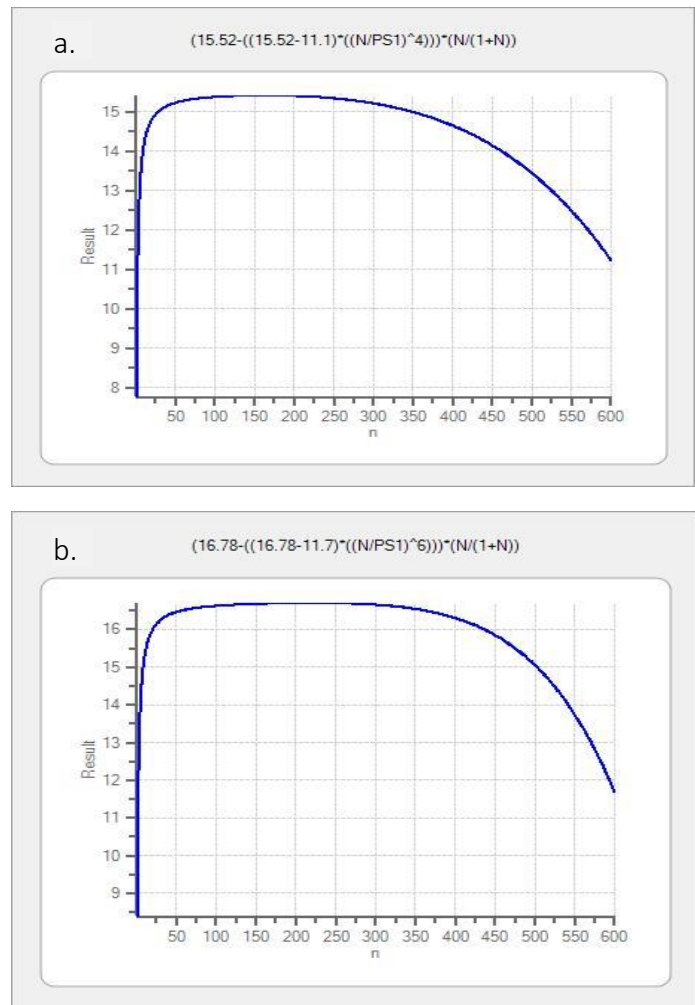 a.
(15.52-((15.52-11.1)*((N/PS1)^4)))*(N/(1+N))
15
14
13
12
11
10
9
8
Result
50 100 150 200 250 300 350 400 450 500 550 600
n
b.
(16.78-((16.78-11.7)*((N/PS1)^6)))*(N/(1+N))
16
15
14
13
12
11
10
9
Result
50 100 150 200 250 300 350 400 450 500 550 600
n